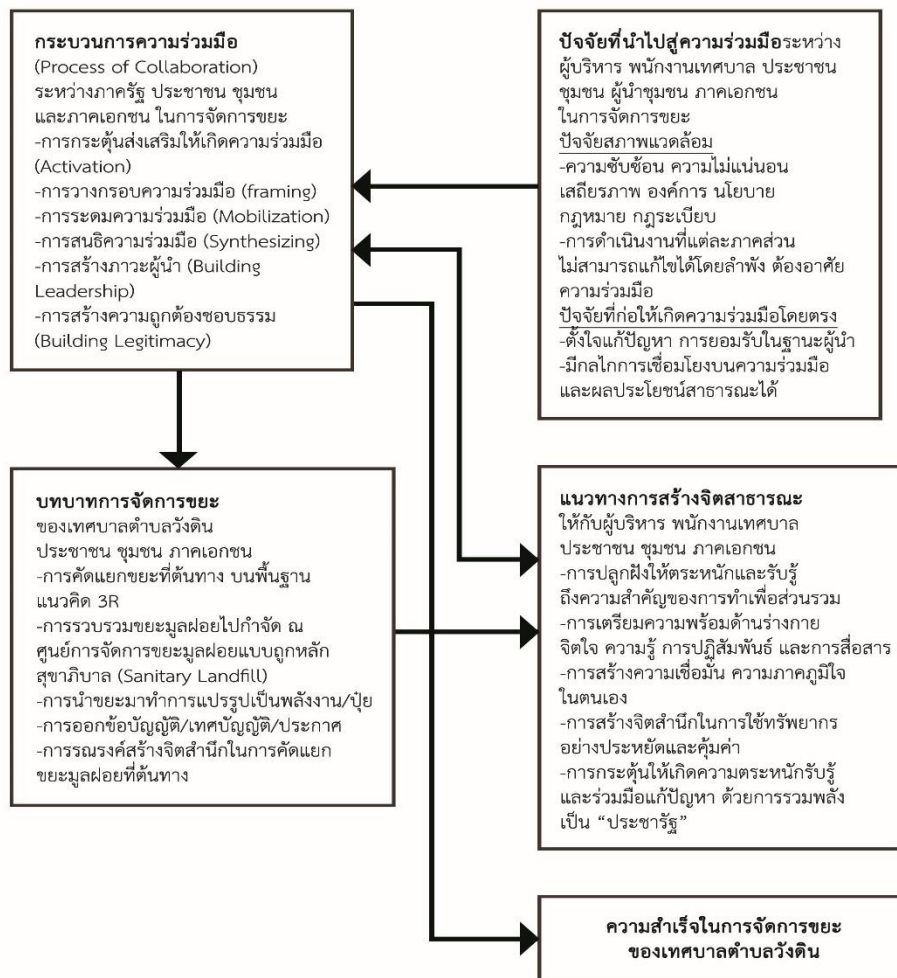 กระบวนการความร่วมมือ
(Process of Collaboration)
ระหว่างภาครัฐ ประชาชน ชุมชน
และภาคเอกชน ในการจัดการขยะ
-การกระตุ้นส่งเสริมให้เกิดความร่วมมือ
(Activation)
-การวางกรอบความร่วมมือ (framing)
-การระดมความร่วมมือ (Mobilization)
-การสนธิความร่วมมือ (Synthesizing)
-การสร้างภาวะผู้นำ (Building
Leadership)
-การสร้างความถูกต้องชอบธรรม
(Building Legitimacy)
ปัจจัยที่นำไปสู่ความร่วมมือระหว่าง
ผู้บริหาร พนักงานเทศบาล ประชาชน
ชุมชน ผู้นำชุมชน ภาคเอกชน
ในการจัดการขยะ
ปัจจัยสภาพแวดล้อม
-ความซับซ้อน ความไม่แน่นอน
เสถียรภาพ องค์การ นโยบาย
กฎหมาย กฎระเบียบ
-การดำเนินงานที่แต่ละภาคส่วน
ไม่สามารถแก้ไขได้โดยลำพัง ต้องอาศัย
ความร่วมมือ
ปัจจัยที่ก่อให้เกิดความร่วมมือโดยตรง
-ตั้งใจแก้ปัญหา การยอมรับในฐานะผู้นำ
-มีกลไกการเชื่อมโยงบนความร่วมมือ
และผลประโยชน์สาธารณะได้
บทบาทการจัดการขยะ
ของเทศบาลตำบลวังดิน
ประชาชน ชุมชน ภาคเอกชน
-การคัดแยกขยะที่ต้นทาง บนพื้นฐาน
แนวคิด 3R
-การรวบรวมขยะมูลฝอยไปกำจัด ณ
ศูนย์การจัดการขยะมูลฝอยแบบถูกหลัก
สุขาภิบาล (Sanitary Landfill)
-การนำขยะมาทำการแปรรูปเป็นพลังงาน/ปุ๋ย
-การออกข้อบัญญัติ/เทศบัญญัติ/ประกาศ
-การรณรงค์สร้างจิตสำนึกในการคัดแยก
ขยะมูลฝอยที่ต้นทาง
แนวทางการสร้างจิตสาธารณะ
ให้กับผู้บริหาร พนักงานเทศบาล
ประชาชน ชุมชน ภาคเอกชน
-การปลูกฝังให้ตระหนักและรับรู้
ถึงความสำคัญของการทำเพื่อส่วนรวม
-การเตรียมความพร้อมด้านร่างกาย
จิตใจ ความรู้ การปฏิสัมพันธ์ และการสื่อสาร
-การสร้างความเชื่อมั่น ความภาคภูมิใจ
ในตนเอง
-การสร้างจิตสำนึกในการใช้ทรัพยากร
อย่างประหยัดและคุ้มค่า
-การกระตุ้นให้เกิดความตระหนักรับรู้
และร่วมมือแก้ปัญหา ด้วยการรวมพลัง
เป็น “ประชารัฐ”
ความสำเร็จในการจัดการขยะ
ของเทศบาลตำบลวังดิน